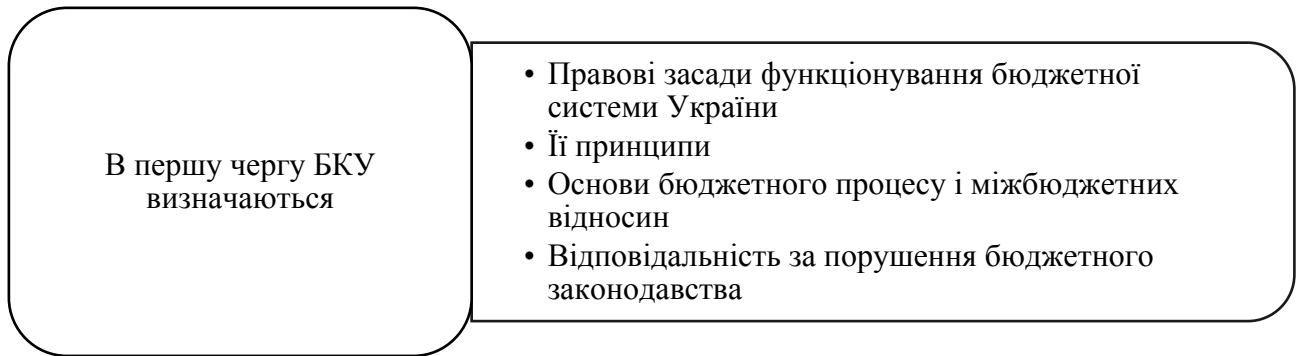 В першу чергу БКУ
визначаються
• Правові засади функціонування бюджетної
системи України
• Її принципи
• Основи бюджетного процесу і міжбюджетних
відносин
• Відповідальність за порушення бюджетного
законодавства